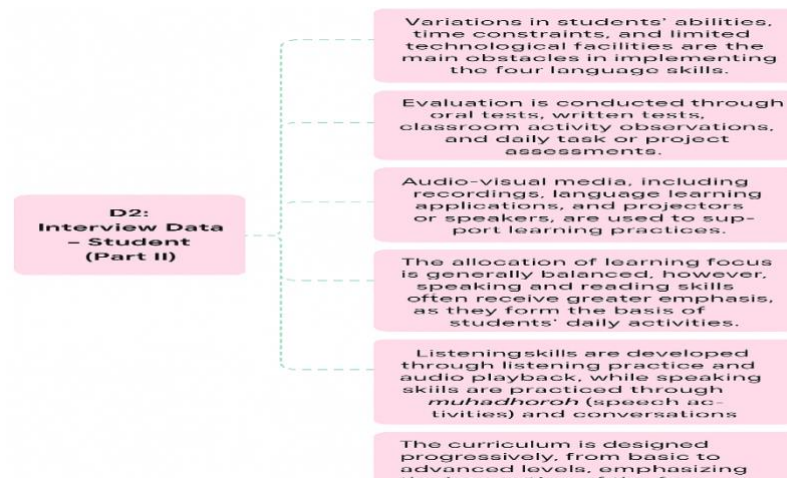 D2:
Interview Data
– Student
(Part II)
Variations in students' abilities,
time constraints, and limited
technological facilities are the
main obstacles in implementing
the four language skills.
Evaluation is conducted through
oral tests, written tests,
classroom activity observations,
and daily task or project
assessments.
Audio-visual media, including
recordings, language learning
applications, and projectors
or speakers, are used to sup-
port learning practices.
The allocation of learning focus
is generally balanced, however,
speaking and reading skills
often receive greater emphasis,
as they form the basis of
students' daily activities.
Listeningskills are developed
through listening practice and
audio playback, while speaking
skills are practiced through
muhadhoroh (speech ac-
tivities) and conversations
The curriculum is designed
progressively, from basic to
advanced levels, emphasizing